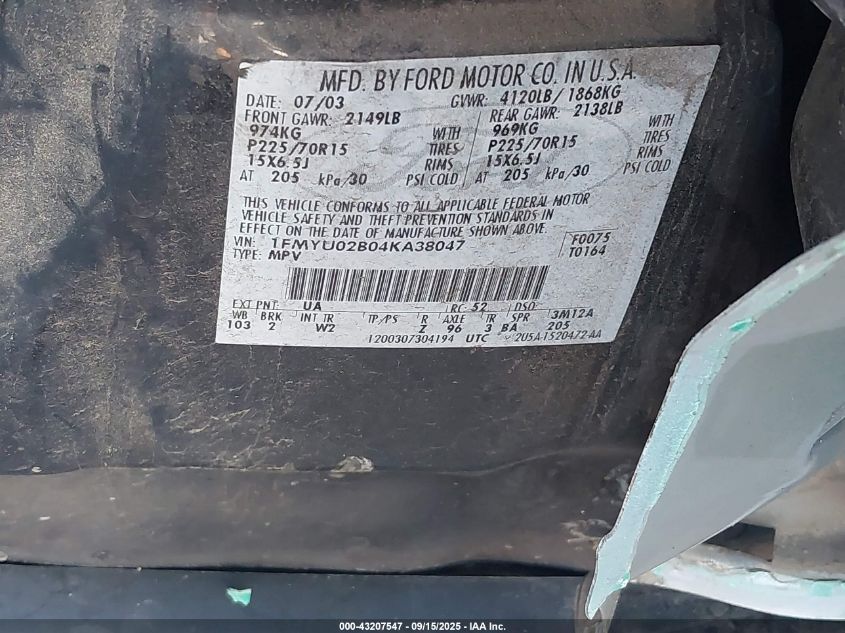 MFD. BY FORD MOTOR CO. IN U.S.A.
DATE: 07/03 GVWR: 4120LB/ 1868KG
FRONT GAWR: 2149LB REAR GAWR: 2138LB
974KG WITH 969KG WITH
P225/70R15 TIRES P225/70R15 TIRES
15X6.5J RIMS 15X6.5J RIMS
AT 205 kPa/30 PSI COLD AT 205 kPa/30 PSI COLD
THIS VEHICLE CONFORMS TO ALL APPLICABLE FEDERAL MOTOR
VEHICLE SAFETY AND THEFT PREVENTION STANDARDS IN
EFFECT ON THE DATE OF MANUFACTURE SHOWN ABOVE.
VIN: 1FMYU02B04KA38047 F0075
TYPE: MPV T0164
EXT PNT: UA RC: 52 DSO:
WB BRK INT TR TP/PS R AXLE TR SPR 3M12A
103 2 W2 Z 96 3 BA 205
1200307304194 UTC 2U5A-1520472-AA
000-43207547 - 09/15/2025 - IAA Inc.